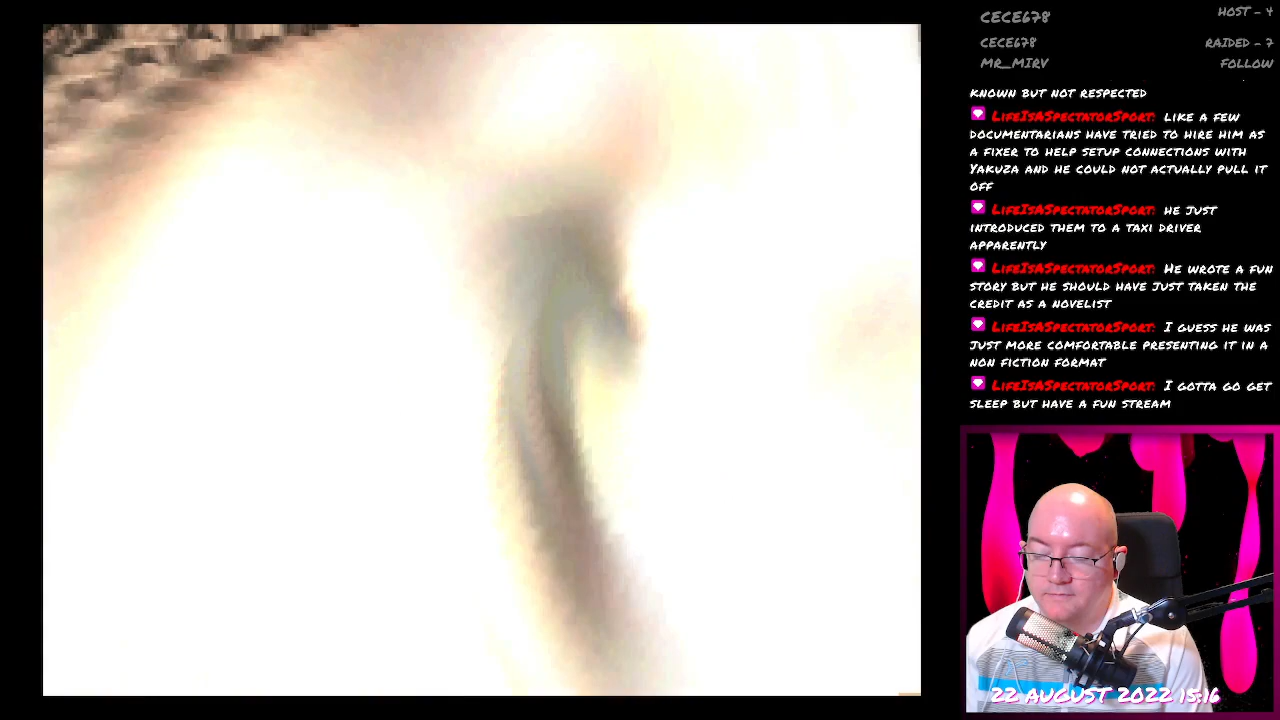 CECE678
HOST - 4
CECE678
RAIDED - 7
MR_MIRV
FOLLOW
KNOWN BUT NOT RESPECTED
LifeIsASpectatorSport: LIKE A FEW
DOCUMENTARIANS HAVE TRIED TO HIRE HIM AS
A FIXER TO HELP SETUP CONNECTIONS WITH
YAKUZA AND HE COULD NOT ACTUALLY PULL IT
OFF
LifeIsASpectatorSport: HE JUST
INTRODUCED THEM TO A TAXI DRIVER
APPARENTLY
LifeIsASpectatorSport: HE WROTE A FUN
STORY BUT HE SHOULD HAVE JUST TAKEN THE
CREDIT AS A NOVELIST
LifeIsASpectatorSport: I GUESS HE WAS
JUST MORE COMFORTABLE PRESENTING IT IN A
NON FICTION FORMAT
LifeIsASpectatorSport: I GOTTA GO GET
SLEEP BUT HAVE A FUN STREAM
22 AUGUST 2022 15:16